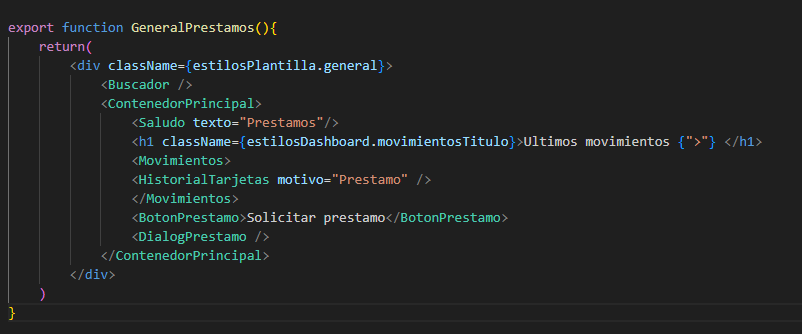 export function GeneralPrestamos(){
    return(
        <div className={estilosPlantilla.general}>
            <Buscador />
            <ContenedorPrincipal>
                <Saludo texto="Prestamos"/>
                <h1 className={estilosDashboard.movimientosTitulo}>Ultimos movimientos {">"} </h1>
                <Movimientos>
                <HistorialTarjetas motivo="Prestamo" />
                </Movimientos>
                <BotonPrestamo>Solicitar prestamo</BotonPrestamo>
                <DialogPrestamo />
            </ContenedorPrincipal>
        </div>
    )
}